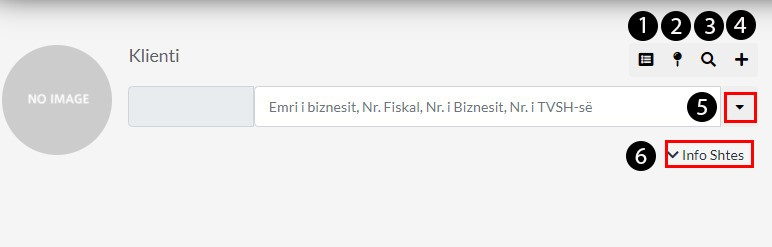 1 2 3 4
Klienti
NO IMAGE
Emri i biznesit, Nr. Fiskal, Nr. i Biznesit, Nr. i TVSH-së
5
6
Info Shtes